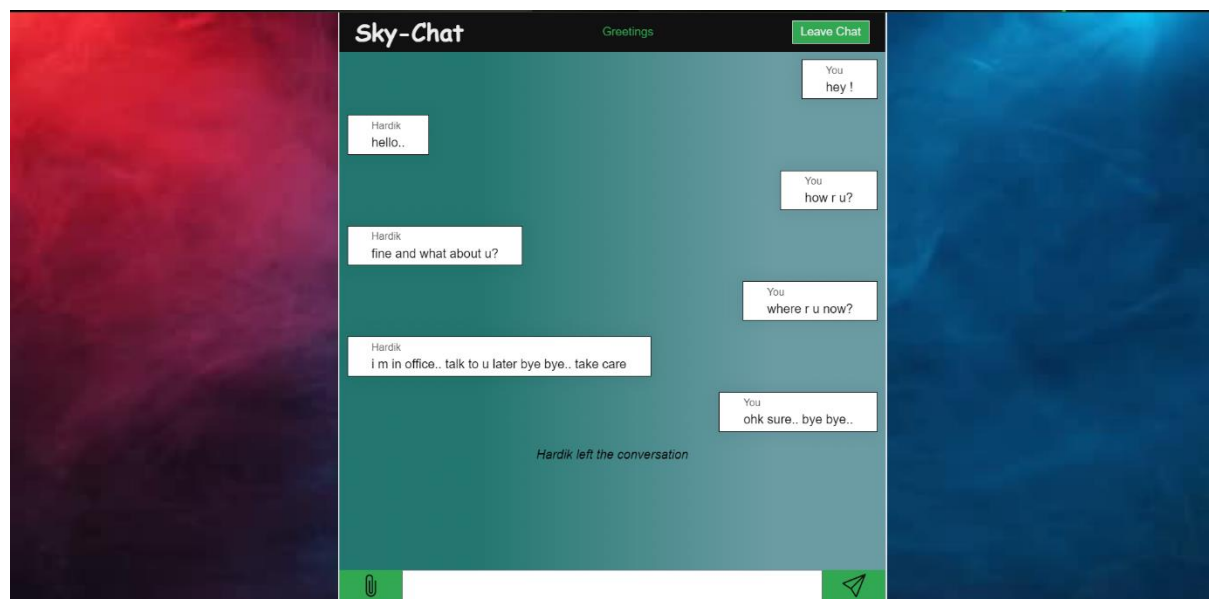 Sky-Chat
Greetings
Leave Chat
You
hey !
Hardik
hello..
You
how r u?
Hardik
fine and what about u?
You
where r u now?
Hardik
i m in office.. talk to u later bye bye.. take care
You
ohk sure.. bye bye..
Hardik left the conversation